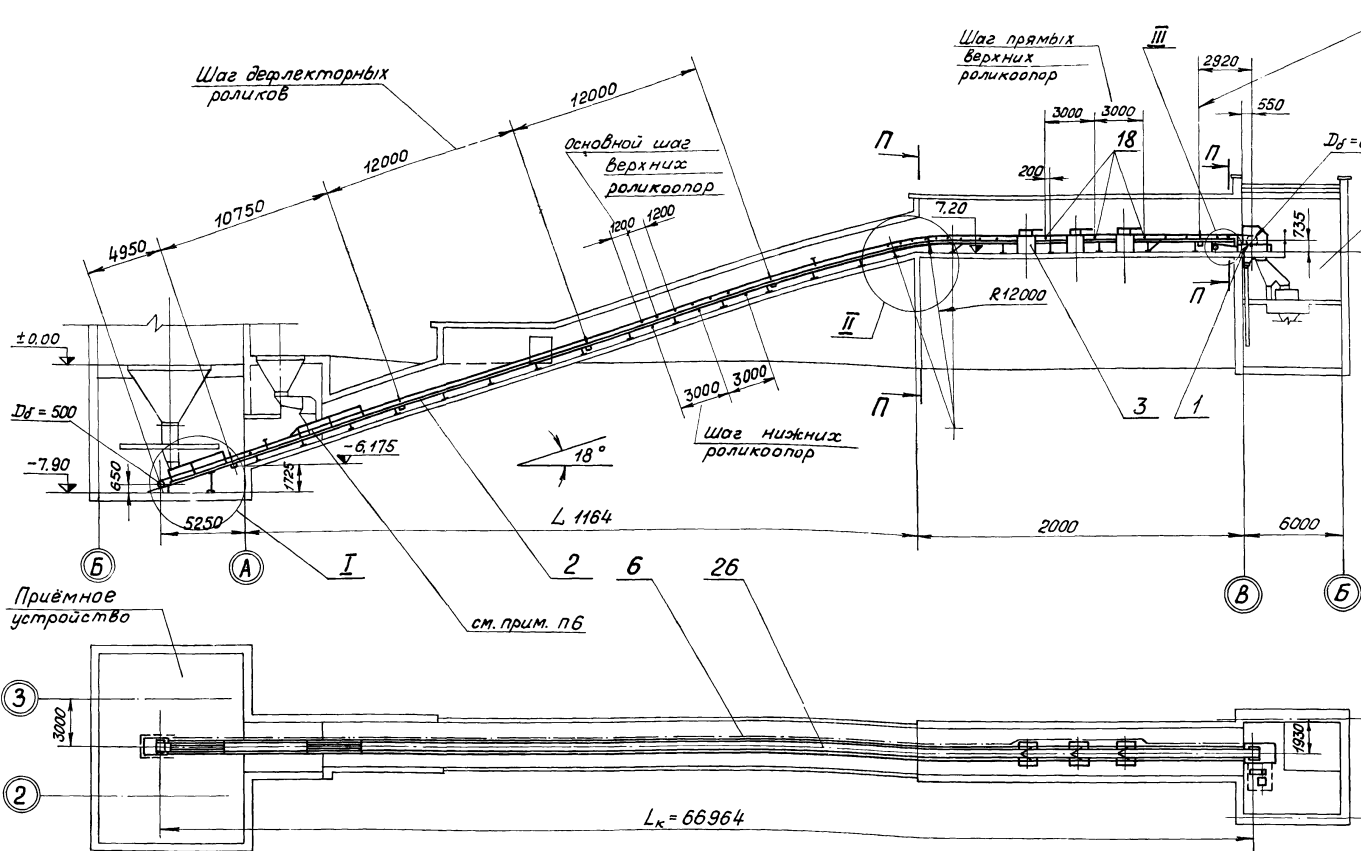 Шаг дефлекторных
роликов
12000
12000
10750
4950
Основной шаг
верхних
роликоопор
1200
1200
Шаг прямых
верхних
роликоопор
III
2920
550
3000
3000
18
200
П
П
7,20
735
R12000
II
П
П
3
1
±0,00
Dб = 500
-7,90
650
-6,175
1725
18°
3000
3000
Шаг нижних
роликоопор
5250
L 1164
2000
6000
Б
А
I
2
6
26
В
Б
Приёмное
устройство
см. прим. п6
3
3000
2
1930
Lк = 66964